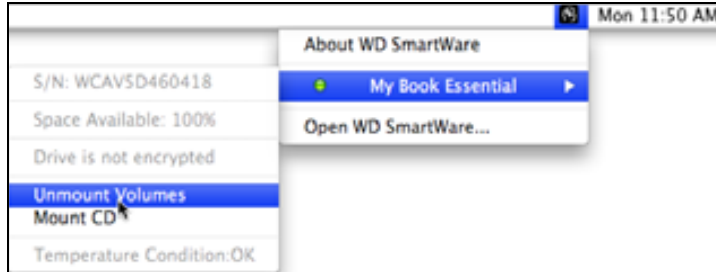 Mon 11:50 AM
About WD SmartWare
My Book Essential
Open WD SmartWare...
S/N: WCAV5D460418
Space Available: 100%
Drive is not encrypted
Unmount Volumes
Mount CD
Temperature Condition:OK